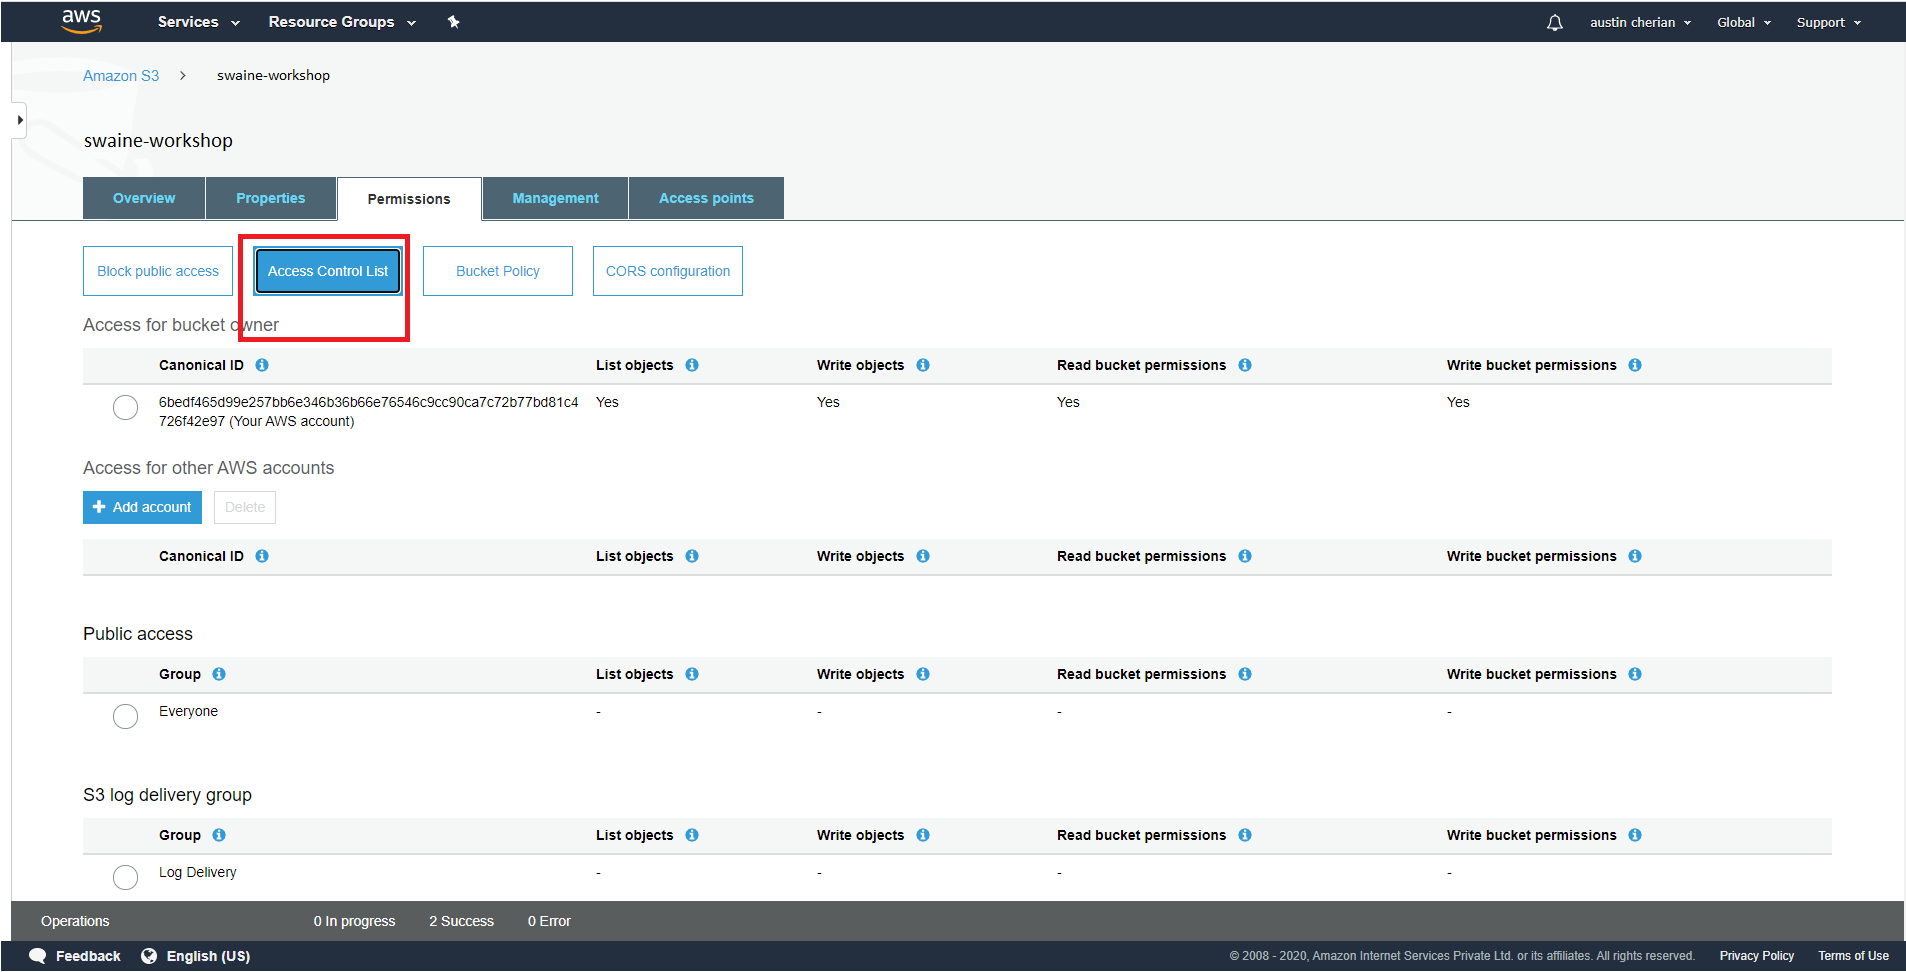 aws Services Resource Groups austin cherian Global Support
Amazon S3 > swaine-workshop
swaine-workshop
Overview Properties Permissions Management Access points
Block public access Access Control List Bucket Policy CORS configuration
Access for bucket owner
Canonical ID List objects Write objects Read bucket permissions Write bucket permissions
6bedf465d99e257bb6e346b36b66e76546c9cc90ca7c72b77bd81c4 Yes Yes Yes Yes
726f42e97 (Your AWS account)
Access for other AWS accounts
+ Add account Delete
Canonical ID List objects Write objects Read bucket permissions Write bucket permissions
Public access
Group List objects Write objects Read bucket permissions Write bucket permissions
Everyone - - - -
S3 log delivery group
Group List objects Write objects Read bucket permissions Write bucket permissions
Log Delivery - - - -
Operations 0 In progress 2 Success 0 Error
Feedback English (US) © 2008 - 2020, Amazon Internet Services Private Ltd. or its affiliates. All rights reserved. Privacy Policy Terms of Use